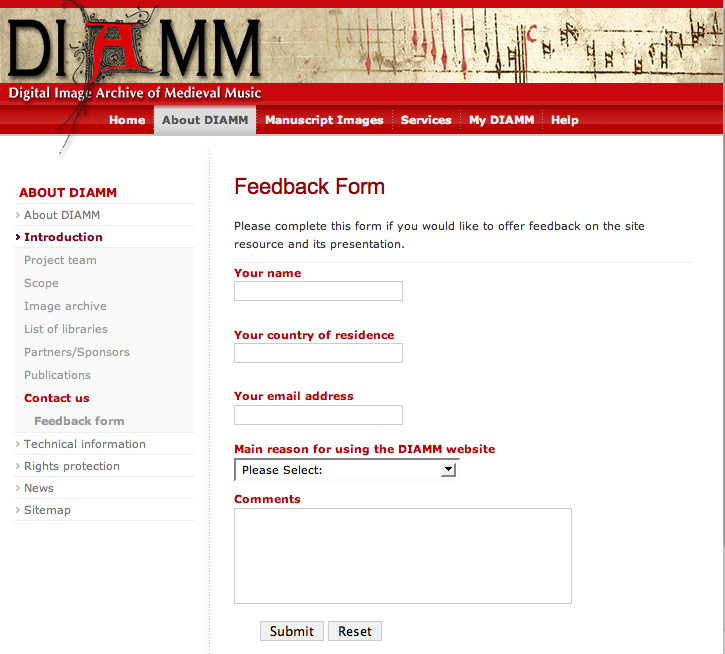 DIAMM
Digital Image Archive of Medieval Music
Home About DIAMM Manuscript Images Services My DIAMM Help
ABOUT DIAMM
About DIAMM
Introduction
Project team
Scope
Image archive
List of libraries
Partners/Sponsors
Publications
Contact us
Feedback form
Technical information
Rights protection
News
Sitemap
Feedback Form
Please complete this form if you would like to offer feedback on the site
resource and its presentation.
Your name
Your country of residence
Your email address
Main reason for using the DIAMM website
Please Select:
Comments
Submit Reset